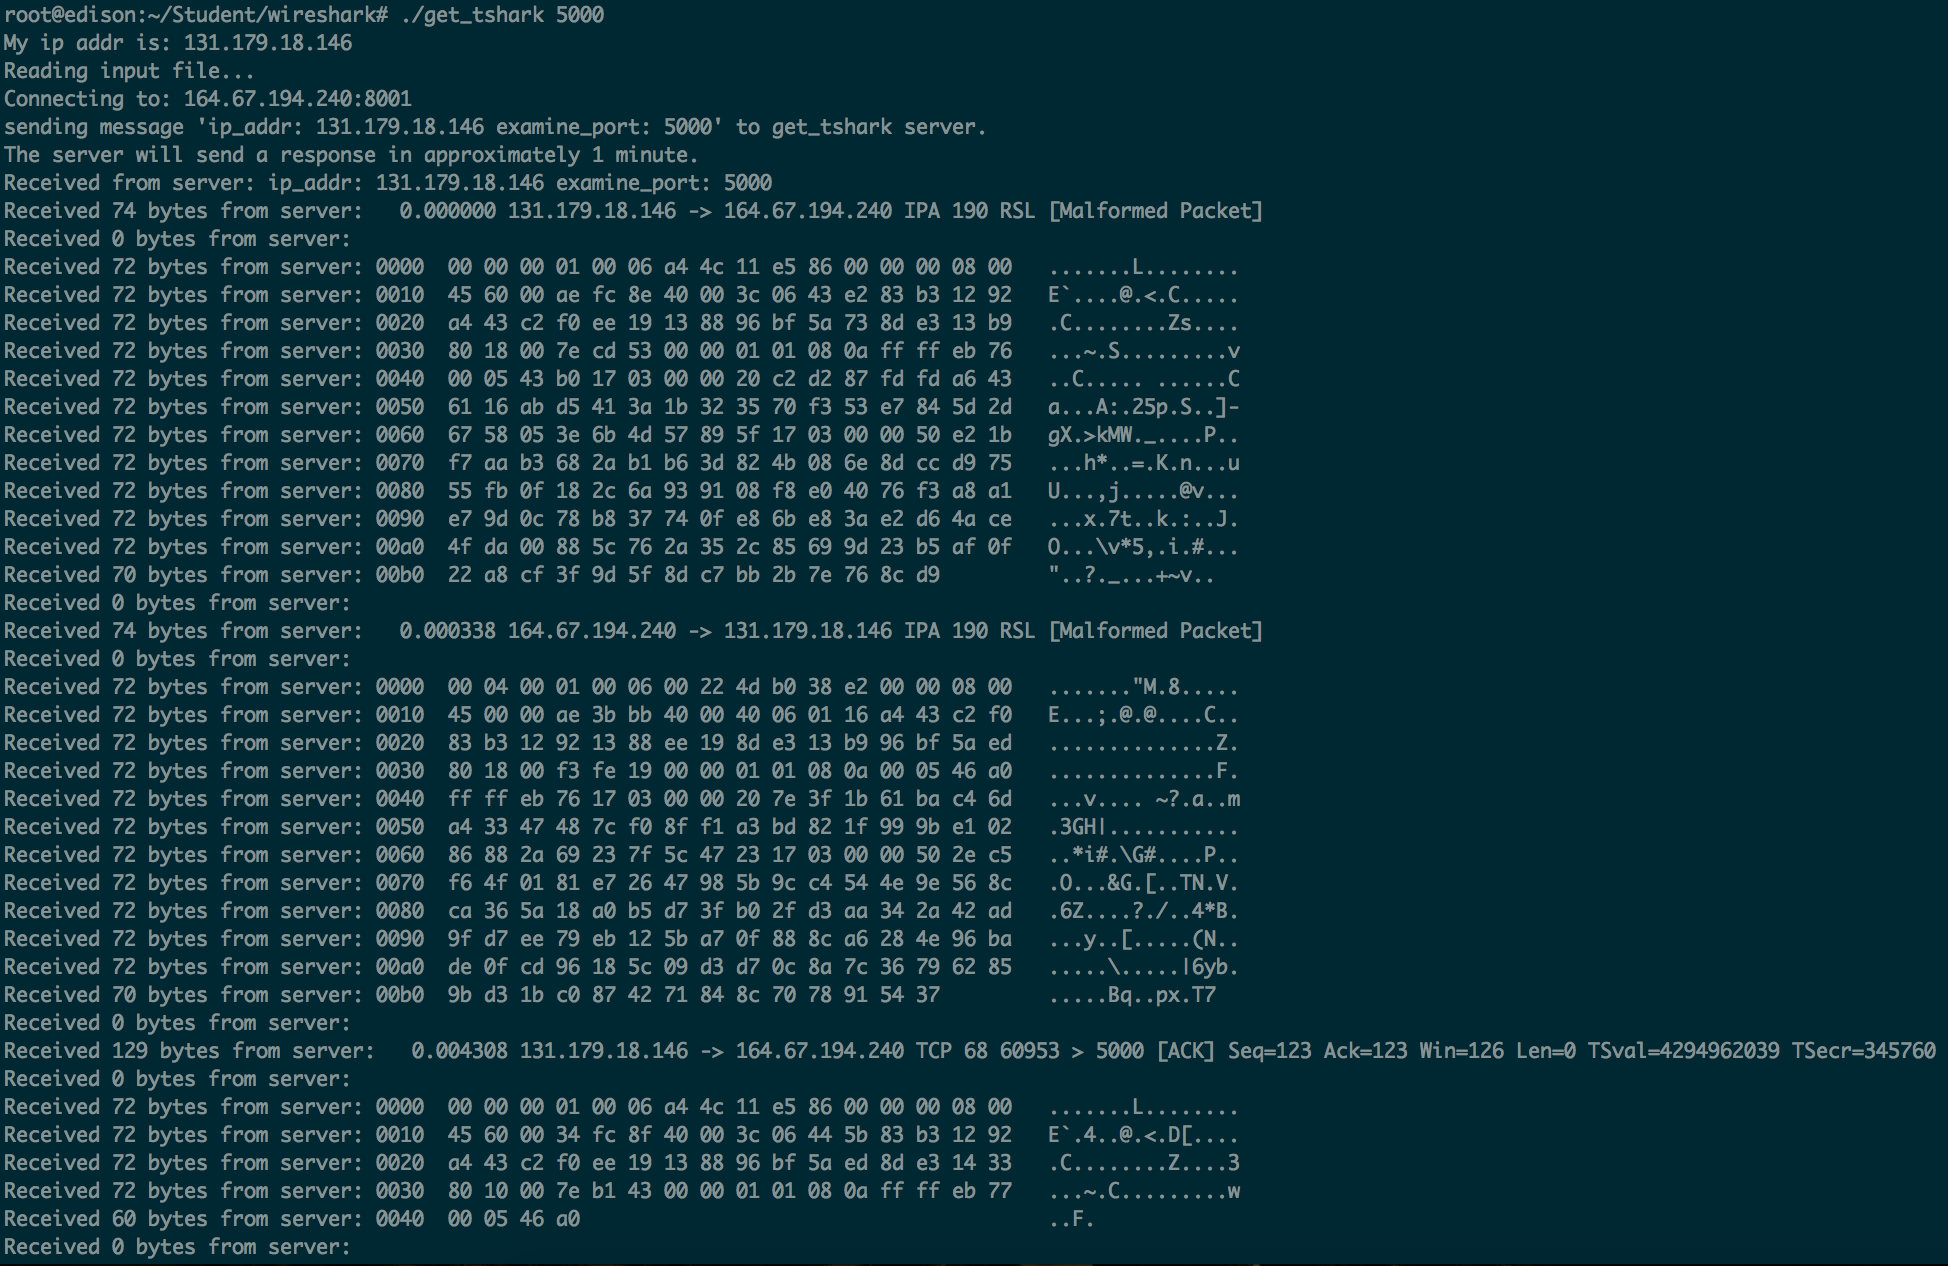 root@edison:~/Student/wireshark# ./get_tshark 5000
My ip addr is: 131.179.18.146
Reading input file...
Connecting to: 164.67.194.240:8001
sending message 'ip_addr: 131.179.18.146 examine_port: 5000' to get_tshark server.
The server will send a response in approximately 1 minute.
Received from server: ip_addr: 131.179.18.146 examine_port: 5000
Received 74 bytes from server:   0.000000 131.179.18.146 -> 164.67.194.240 IPA 190 RSL [Malformed Packet]
Received 0 bytes from server:
Received 72 bytes from server: 0000  00 00 00 01 00 06 a4 4c 11 e5 86 00 00 00 08 00   .......L........
Received 72 bytes from server: 0010  45 60 00 ae fc 8e 40 00 3c 06 43 e2 83 b3 12 92   E`....@.<.C.....
Received 72 bytes from server: 0020  a4 43 c2 f0 ee 19 13 88 96 bf 5a 73 8d e3 13 b9   .C........Zs....
Received 72 bytes from server: 0030  80 18 00 7e cd 53 00 00 01 01 08 0a ff ff eb 76   ...~.S.........v
Received 72 bytes from server: 0040  00 05 43 b0 17 03 00 00 20 c2 d2 87 fd fd a6 43   ..C..... ......C
Received 72 bytes from server: 0050  61 16 ab d5 41 3a 1b 32 35 70 f3 53 e7 84 5d 2d   a...A:.25p.S..]-
Received 72 bytes from server: 0060  67 58 05 3e 6b 4d 57 89 5f 17 03 00 00 50 e2 1b   gX.>kMW._....P..
Received 72 bytes from server: 0070  f7 aa b3 68 2a b1 b6 3d 82 4b 08 6e 8d cc d9 75   ...h*..=.K.n...u
Received 72 bytes from server: 0080  55 fb 0f 18 2c 6a 93 91 08 f8 e0 40 76 f3 a8 a1   U...,j.....@v...
Received 72 bytes from server: 0090  e7 9d 0c 78 b8 37 74 0f e8 6b e8 3a e2 d6 4a ce   ...x.7t..k.:..J.
Received 72 bytes from server: 00a0  4f da 00 88 5c 76 2a 35 2c 85 69 9d 23 b5 af 0f   O...\v*5,.i.#...
Received 70 bytes from server: 00b0  22 a8 cf 3f 9d 5f 8d c7 bb 2b 7e 76 8c d9         "..?._...+~v..
Received 0 bytes from server:
Received 74 bytes from server:   0.000338 164.67.194.240 -> 131.179.18.146 IPA 190 RSL [Malformed Packet]
Received 0 bytes from server:
Received 72 bytes from server: 0000  00 04 00 01 00 06 00 22 4d b0 38 e2 00 00 08 00   ......."M.8.....
Received 72 bytes from server: 0010  45 00 00 ae 3b bb 40 00 40 06 01 16 a4 43 c2 f0   E...;.@.@....C..
Received 72 bytes from server: 0020  83 b3 12 92 13 88 ee 19 8d e3 13 b9 96 bf 5a ed   ..............Z.
Received 72 bytes from server: 0030  80 18 00 f3 fe 19 00 00 01 01 08 0a 00 05 46 a0   ..............F.
Received 72 bytes from server: 0040  ff ff eb 76 17 03 00 00 20 7e 3f 1b 61 ba c4 6d   ...v.... ~?.a..m
Received 72 bytes from server: 0050  a4 33 47 48 7c f0 8f f1 a3 bd 82 1f 99 9b e1 02   .3GH|...........
Received 72 bytes from server: 0060  86 88 2a 69 23 7f 5c 47 23 17 03 00 00 50 2e c5   ..*i#.\G#....P..
Received 72 bytes from server: 0070  f6 4f 01 81 e7 26 47 98 5b 9c c4 54 4e 9e 56 8c   .O...&G.[..TN.V.
Received 72 bytes from server: 0080  ca 36 5a 18 a0 b5 d7 3f b0 2f d3 aa 34 2a 42 ad   .6Z....?./..4*B.
Received 72 bytes from server: 0090  9f d7 ee 79 eb 12 5b a7 0f 88 8c a6 28 4e 96 ba   ...y..[.....(N..
Received 72 bytes from server: 00a0  de 0f cd 96 18 5c 09 d3 d7 0c 8a 7c 36 79 62 85   .....\.....|6yb.
Received 70 bytes from server: 00b0  9b d3 1b c0 87 42 71 84 8c 70 78 91 54 37         .....Bq..px.T7
Received 0 bytes from server:
Received 129 bytes from server:   0.004308 131.179.18.146 -> 164.67.194.240 TCP 68 60953 > 5000 [ACK] Seq=123 Ack=123 Win=126 Len=0 TSval=4294962039 TSecr=345760
Received 0 bytes from server:
Received 72 bytes from server: 0000  00 00 00 01 00 06 a4 4c 11 e5 86 00 00 00 08 00   .......L........
Received 72 bytes from server: 0010  45 60 00 34 fc 8f 40 00 3c 06 44 5b 83 b3 12 92   E`.4..@.<.D[....
Received 72 bytes from server: 0020  a4 43 c2 f0 ee 19 13 88 96 bf 5a ed 8d e3 14 33   .C........Z....3
Received 72 bytes from server: 0030  80 10 00 7e b1 43 00 00 01 01 08 0a ff ff eb 77   ...~.C.........w
Received 60 bytes from server: 0040  00 05 46 a0                                       ..F.
Received 0 bytes from server: